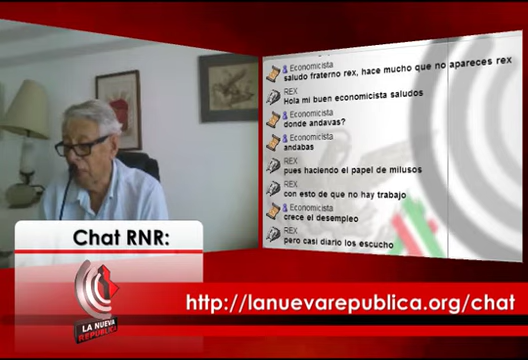 Economista
saludo fraterno rex, hace mucho que no apareces rex
REX
Hola mi buen economicista saludos
Economicista
donde andavas?
Economicista
andabas
REX
pues haciendo el papel de milusos
REX
con esto de que no hay trabajo
Economicista
crece el desempleo
REX
pero casi diario los escucho
Chat RNR:
LA NUEVA
REPUBLICA
http://lanuevarepublica.org/chat